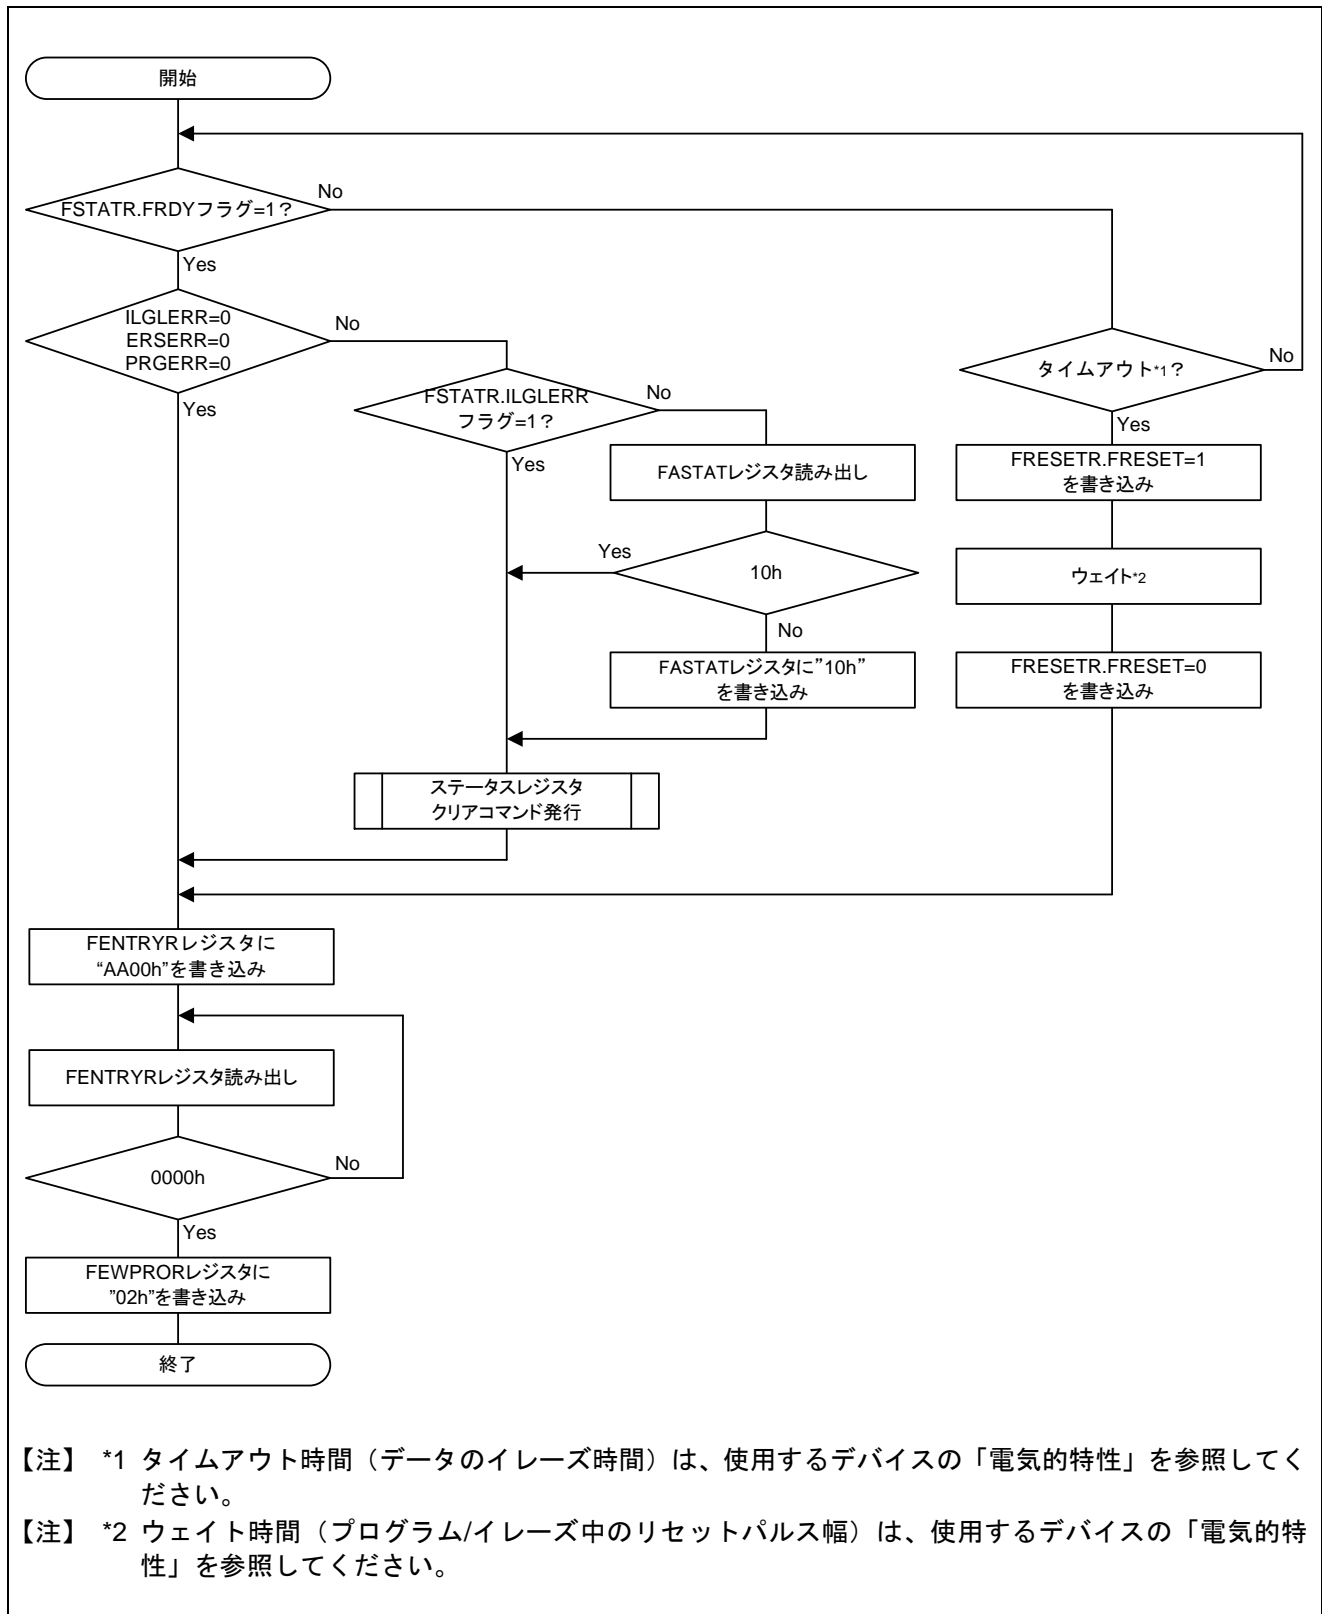 開始
FSTATR.FRDYフラグ=1？
No
Yes
ILGLERR=0
ERSERR=0
PRGERR=0
No
Yes
FSTATR.ILGLERR
フラグ=1？
No
Yes
FASTATレジスタ読み出し
10h
Yes
No
FASTATレジスタに”10h”
を書き込み
ステータスレジスタ
クリアコマンド発行
タイムアウト*1？
No
Yes
FRESETR.FRESET=1
を書き込み
ウェイト*2
FRESETR.FRESET=0
を書き込み
FENTRYRレジスタに
“AA00h”を書き込み
FENTRYRレジスタ読み出し
0000h
No
Yes
FEWPRORレジスタに
”02h”を書き込み
終了
【注】 *1 タイムアウト時間（データのイレーズ時間）は、使用するデバイスの「電気的特性」を参照してく
ださい。
【注】 *2 ウェイト時間（プログラム/イレーズ中のリセットパルス幅）は、使用するデバイスの「電気的特
性」を参照してください。